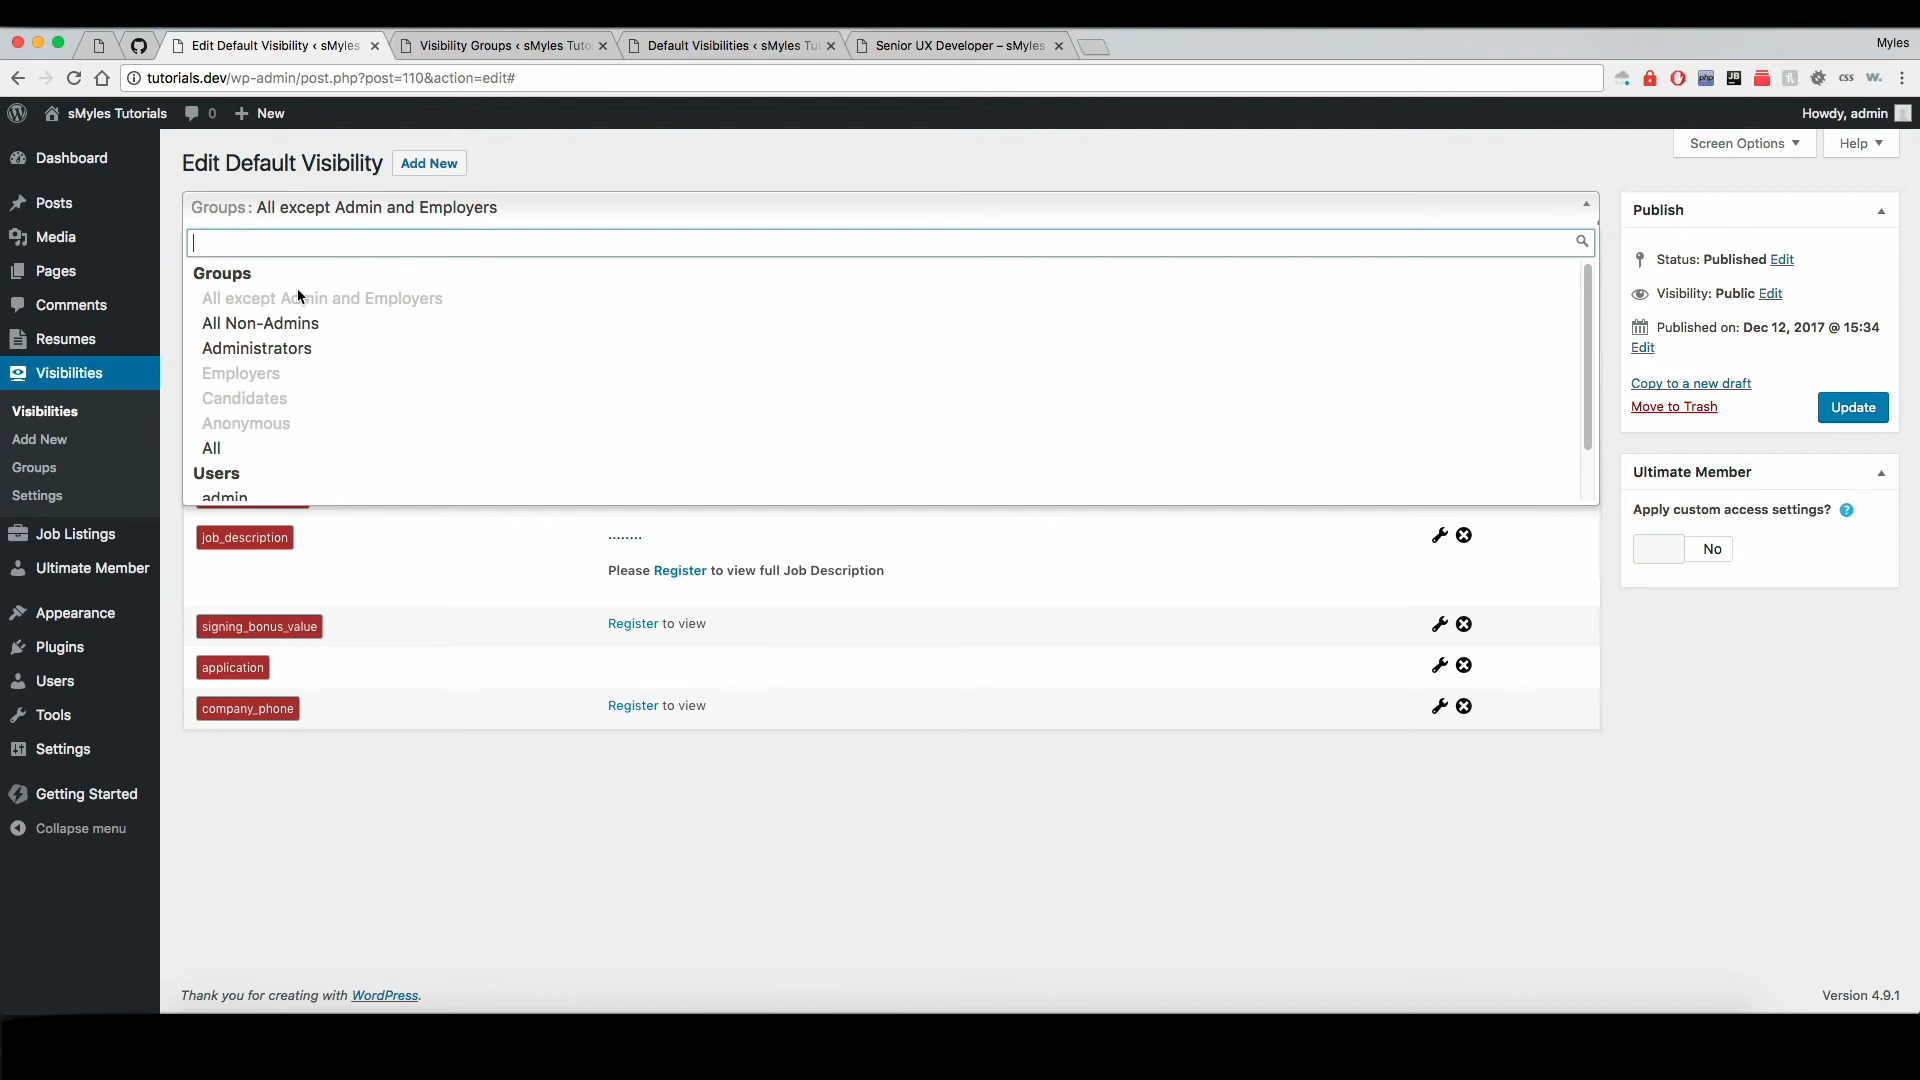 Edit Default Visibility ‹ sMyles
Visibility Groups ‹ sMyles Tuto
Default Visibilities ‹ sMyles Tut
Senior UX Developer – sMyles
Myles
tutorials.dev/wp-admin/post.php?post=110&action=edit#
php
JB
css
w.
sMyles Tutorials
0
New
Howdy, admin
Dashboard
Posts
Media
Pages
Comments
Resumes
Visibilities
Visibilities
Add New
Groups
Settings
Job Listings
Ultimate Member
Appearance
Plugins
Users
Tools
Settings
Getting Started
Collapse menu
Edit Default Visibility
Add New
Screen Options
Help
Groups: All except Admin and Employers
Groups
All except Admin and Employers
All Non-Admins
Administrators
Employers
Candidates
Anonymous
All
Users
admin
job_description
........
Please Register to view full Job Description
signing_bonus_value
Register to view
application
company_phone
Register to view
Publish
Status: Published Edit
Visibility: Public Edit
Published on: Dec 12, 2017 @ 15:34
Edit
Copy to a new draft
Move to Trash
Update
Ultimate Member
Apply custom access settings? ?
No
Thank you for creating with WordPress.
Version 4.9.1